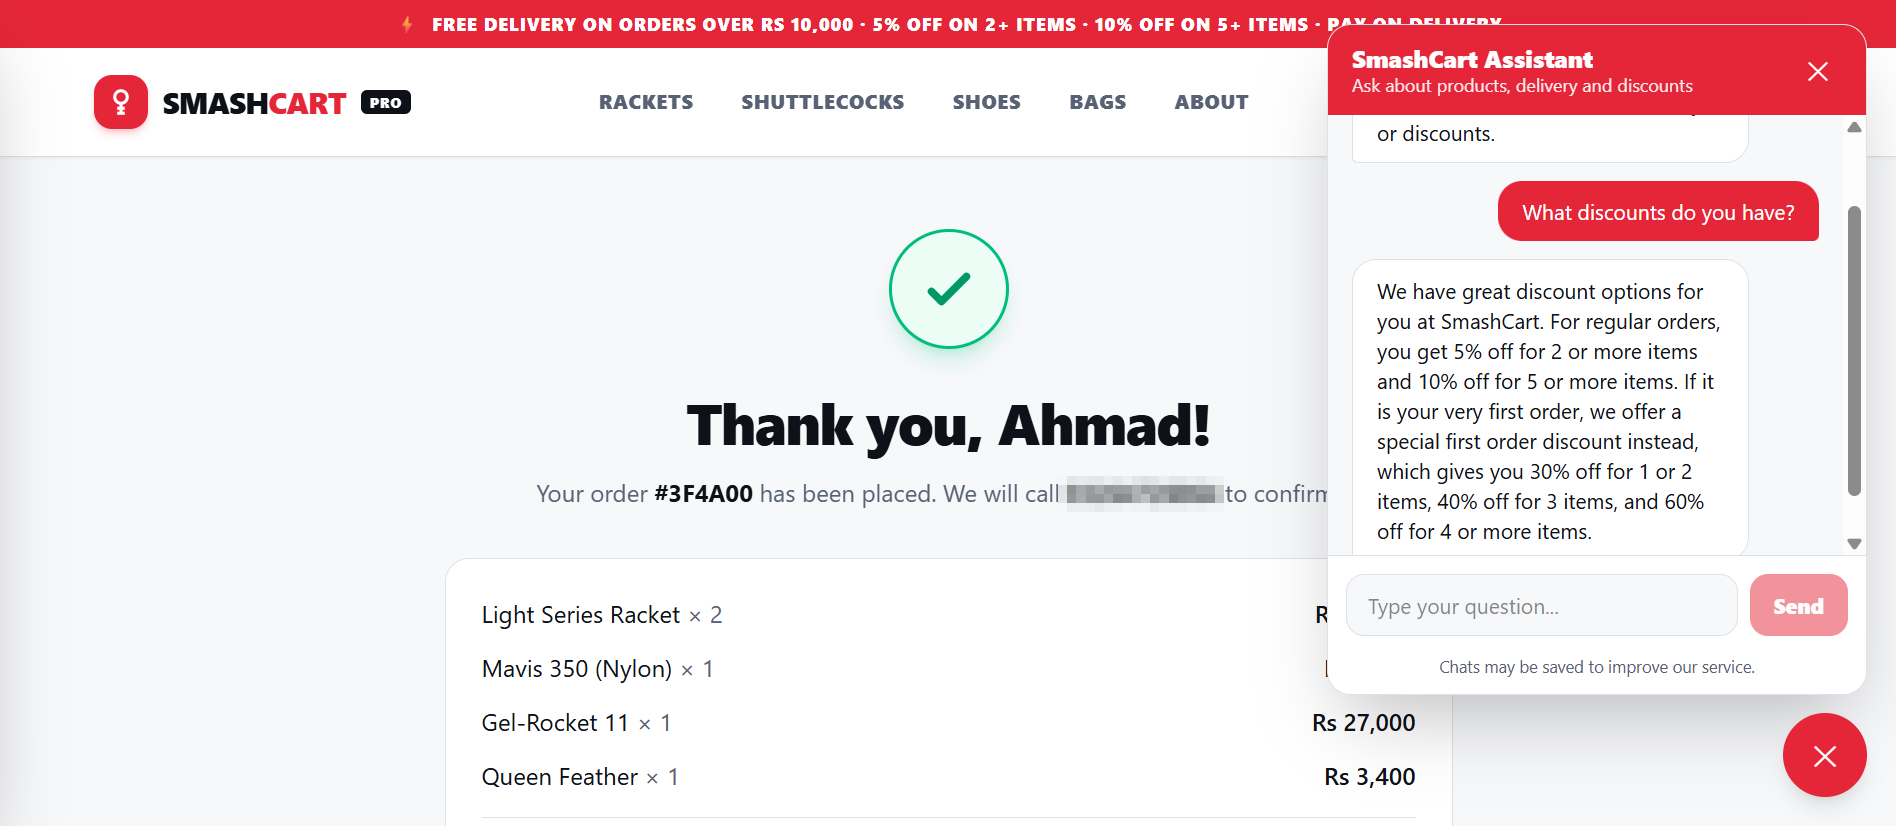 FREE DELIVERY ON ORDERS OVER RS 10,000 · 5% OFF ON 2+ ITEMS · 10% OFF ON 5+ ITEMS · PAY ON DELIVERY
SMASHCART PRO
RACKETS SHUTTLECOCKS SHOES BAGS ABOUT
Thank you, Ahmad!
Your order #3F4A00 has been placed. We will call to confirm
Light Series Racket × 2
Mavis 350 (Nylon) × 1
Gel-Rocket 11 × 1 Rs 27,000
Queen Feather × 1 Rs 3,400
SmashCart Assistant
Ask about products, delivery and discounts
or discounts.
What discounts do you have?
We have great discount options for
you at SmashCart. For regular orders,
you get 5% off for 2 or more items
and 10% off for 5 or more items. If it
is your very first order, we offer a
special first order discount instead,
which gives you 30% off for 1 or 2
items, 40% off for 3 items, and 60%
off for 4 or more items.
Type your question...
Send
Chats may be saved to improve our service.